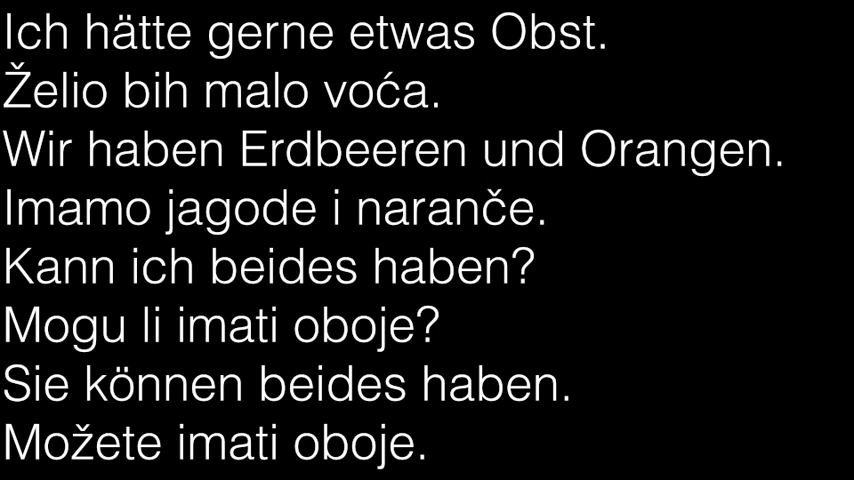 Ich hätte gerne etwas Obst.
Želio bih malo voća.
Wir haben Erdbeeren und Orangen.
Imamo jagode i naranče.
Kann ich beides haben?
Mogu li imati oboje?
Sie können beides haben.
Možete imati oboje.